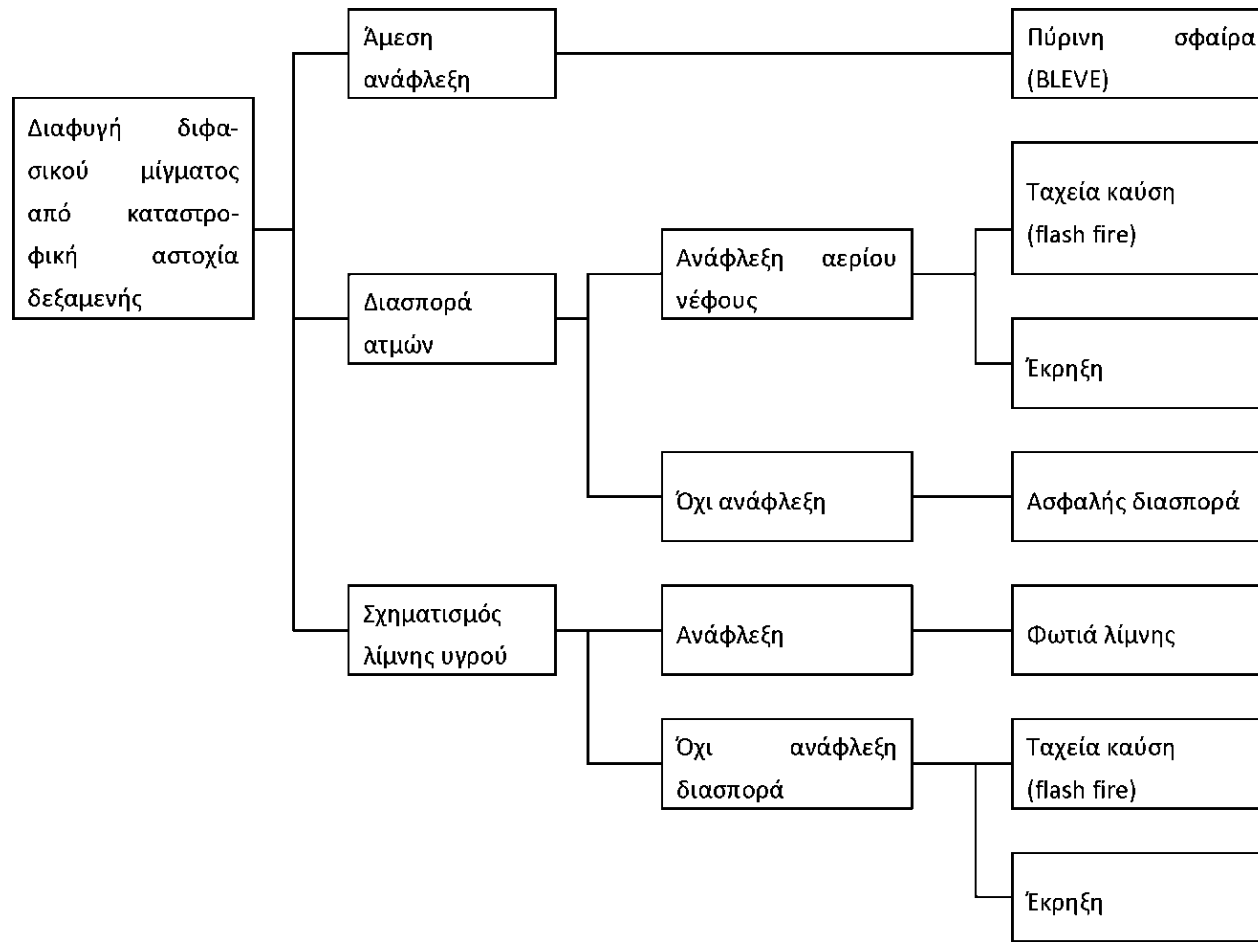 Διαφυγή διφα-
σικού μίγματος
από καταστρο-
φική αστοχία
δεξαμενής
Άμεση
ανάφλεξη
Πύρινη σφαίρα
(BLEVE)
Διασπορά
ατμών
Ανάφλεξη αερίου
νέφους
Ταχεία καύση
(flash fire)
Έκρηξη
Όχι ανάφλεξη
Ασφαλής διασπορά
Σχηματισμός
λίμνης υγρού
Ανάφλεξη
Φωτιά λίμνης
Όχι ανάφλεξη
διασπορά
Ταχεία καύση
(flash fire)
Έκρηξη